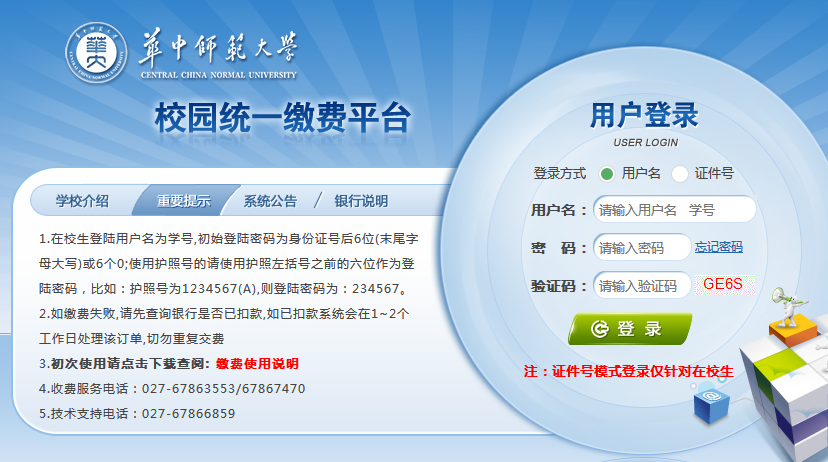 華中師範大學
CENTRAL CHINA NORMAL UNIVERSITY
校园统一缴费平台
学校介绍 重要提示 系统公告 / 银行说明
1.在校生登陆用户名为学号,初始登陆密码为身份证号后6位(末尾字
母大写)或6个0;使用护照号的请使用护照左括号之前的六位作为登
陆密码，比如：护照号为1234567(A),则登陆密码为：234567。
2.如缴费失败,请先查询银行是否已扣款,如已扣款系统会在1~2个
工作日处理该订单,切勿重复交费
3.初次使用请点击下载查阅: 缴费使用说明
4.收费服务电话：027-67863553/67867470
5.技术支持电话：027-67866859
用户登录
USER LOGIN
登录方式 用户名 证件号
用户名： 请输入用户名 学号
密 码： 请输入密码 忘记密码
验证码： 请输入验证码 GE6S
登 录
注：证件号模式登录仅针对在校生